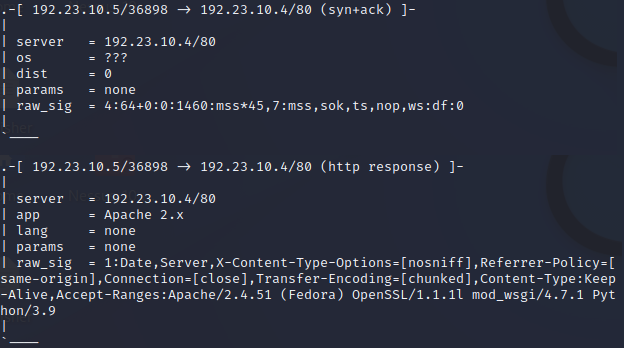 .-[ 192.23.10.5/36898 → 192.23.10.4/80 (syn+ack) ]-
|
| server   = 192.23.10.4/80
| os       = ???
| dist     = 0
| params   = none
| raw_sig  = 4:64+0:0:1460:mss*45,7:mss,sok,ts,nop,ws:df:0
|
`____
.-[ 192.23.10.5/36898 → 192.23.10.4/80 (http response) ]-
|
| server   = 192.23.10.4/80
| app      = Apache 2.x
| lang     = none
| params   = none
| raw_sig  = 1:Date,Server,X-Content-Type-Options=[nosniff],Referrer-Policy=[
same-origin],Connection=[close],Transfer-Encoding=[chunked],Content-Type:Keep
-Alive,Accept-Ranges:Apache/2.4.51 (Fedora) OpenSSL/1.1.1l mod_wsgi/4.7.1 Pyt
hon/3.9
|
`____